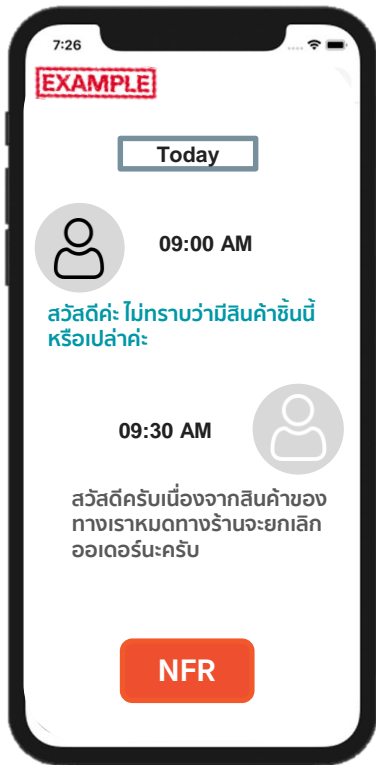 7:26
EXAMPLE
Today
09:00 AM
สวัสดีค่ะ ไม่ทราบว่ามีสินค้าชิ้นนี้
หรือเปล่าค่ะ
09:30 AM
สวัสดีครับเนื่องจากสินค้าของ
ทางเราหมดทางร้านจะยกเลิก
ออเดอร์นะครับ
NFR